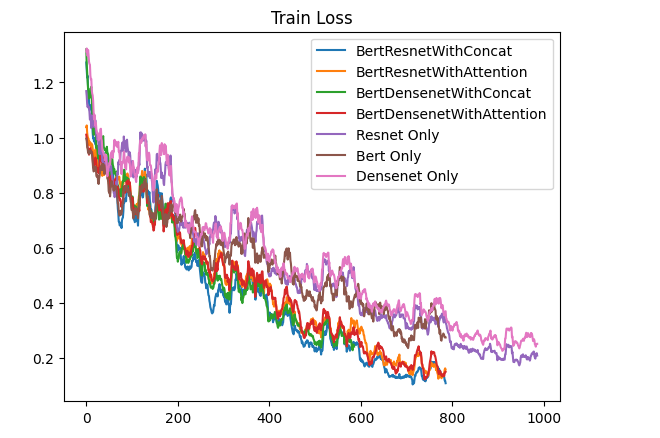 Train Loss
BertResnetWithConcat
BertResnetWithAttention
BertDensenetWithConcat
BertDensenetWithAttention
Resnet Only
Bert Only
Densenet Only
1.2
1.0
0.8
0.6
0.4
0.2
0 200 400 600 800 1000